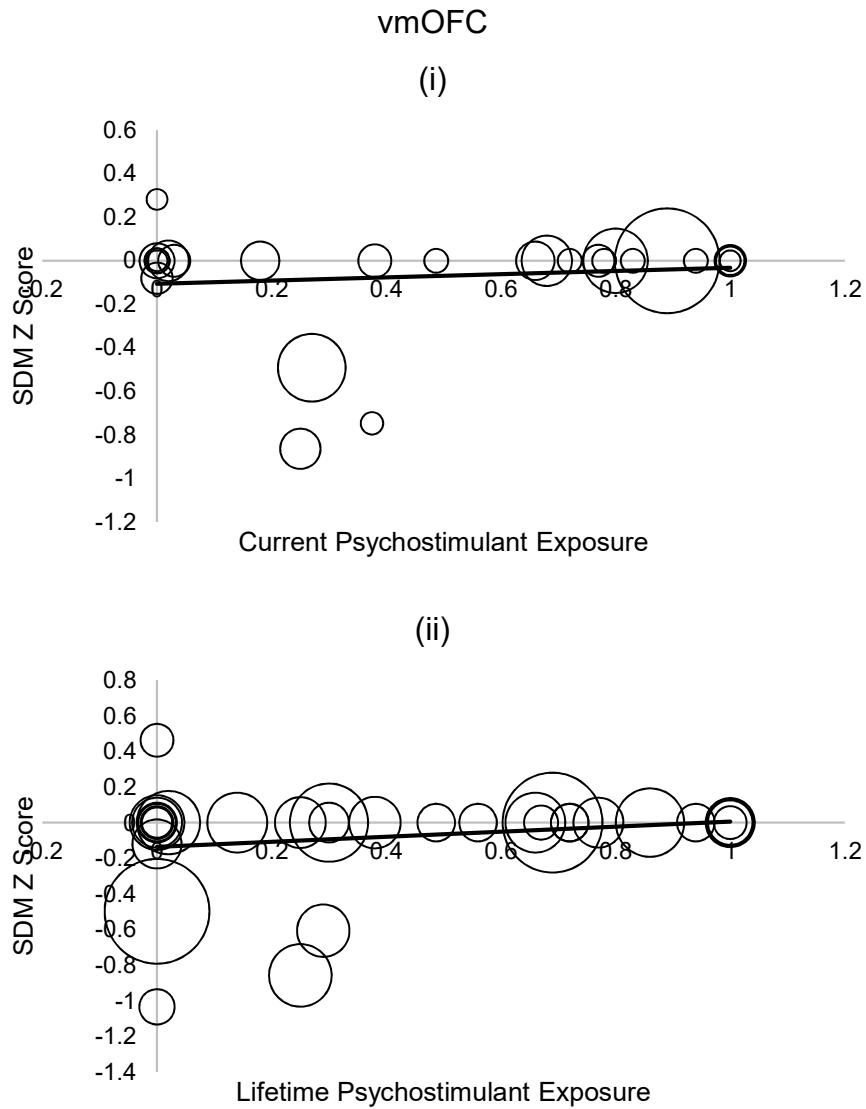 vmOFC
(i)
0.6
0.4
0.2
0
-0.2
-0.4
-0.6
-0.8
-1
-1.2
SDM Z Score
0.2 0 0.2 0.4 0.6 0.8 1 1.2
Current Psychostimulant Exposure
(ii)
0.8
0.6
0.4
0.2
0
-0.2
-0.4
-0.6
-0.8
-1
-1.2
-1.4
SDM Z Score
0.2 0 0.2 0.4 0.6 0.8 1 1.2
Lifetime Psychostimulant Exposure